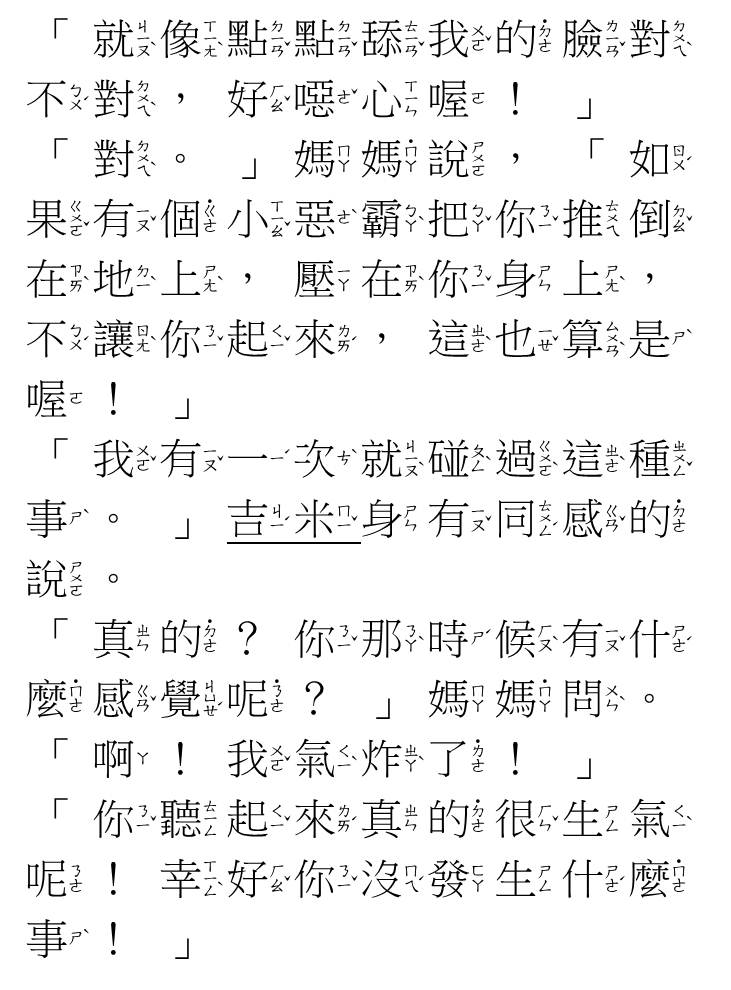 「就像點點舔我的臉對
不對，好噁心喔！」
「對。」媽媽說，「如
果有個小惡霸把你推倒
在地上，壓在你身上，
不讓你起來，這也算是
喔！」
「我有一次就碰過這種
事。」吉米身有同感的
說。
「真的？你那時候有什
麼感覺呢？」媽媽問。
「啊！我氣炸了！」
「你聽起來真的很生氣
呢！幸好你沒發生什麼
事！」